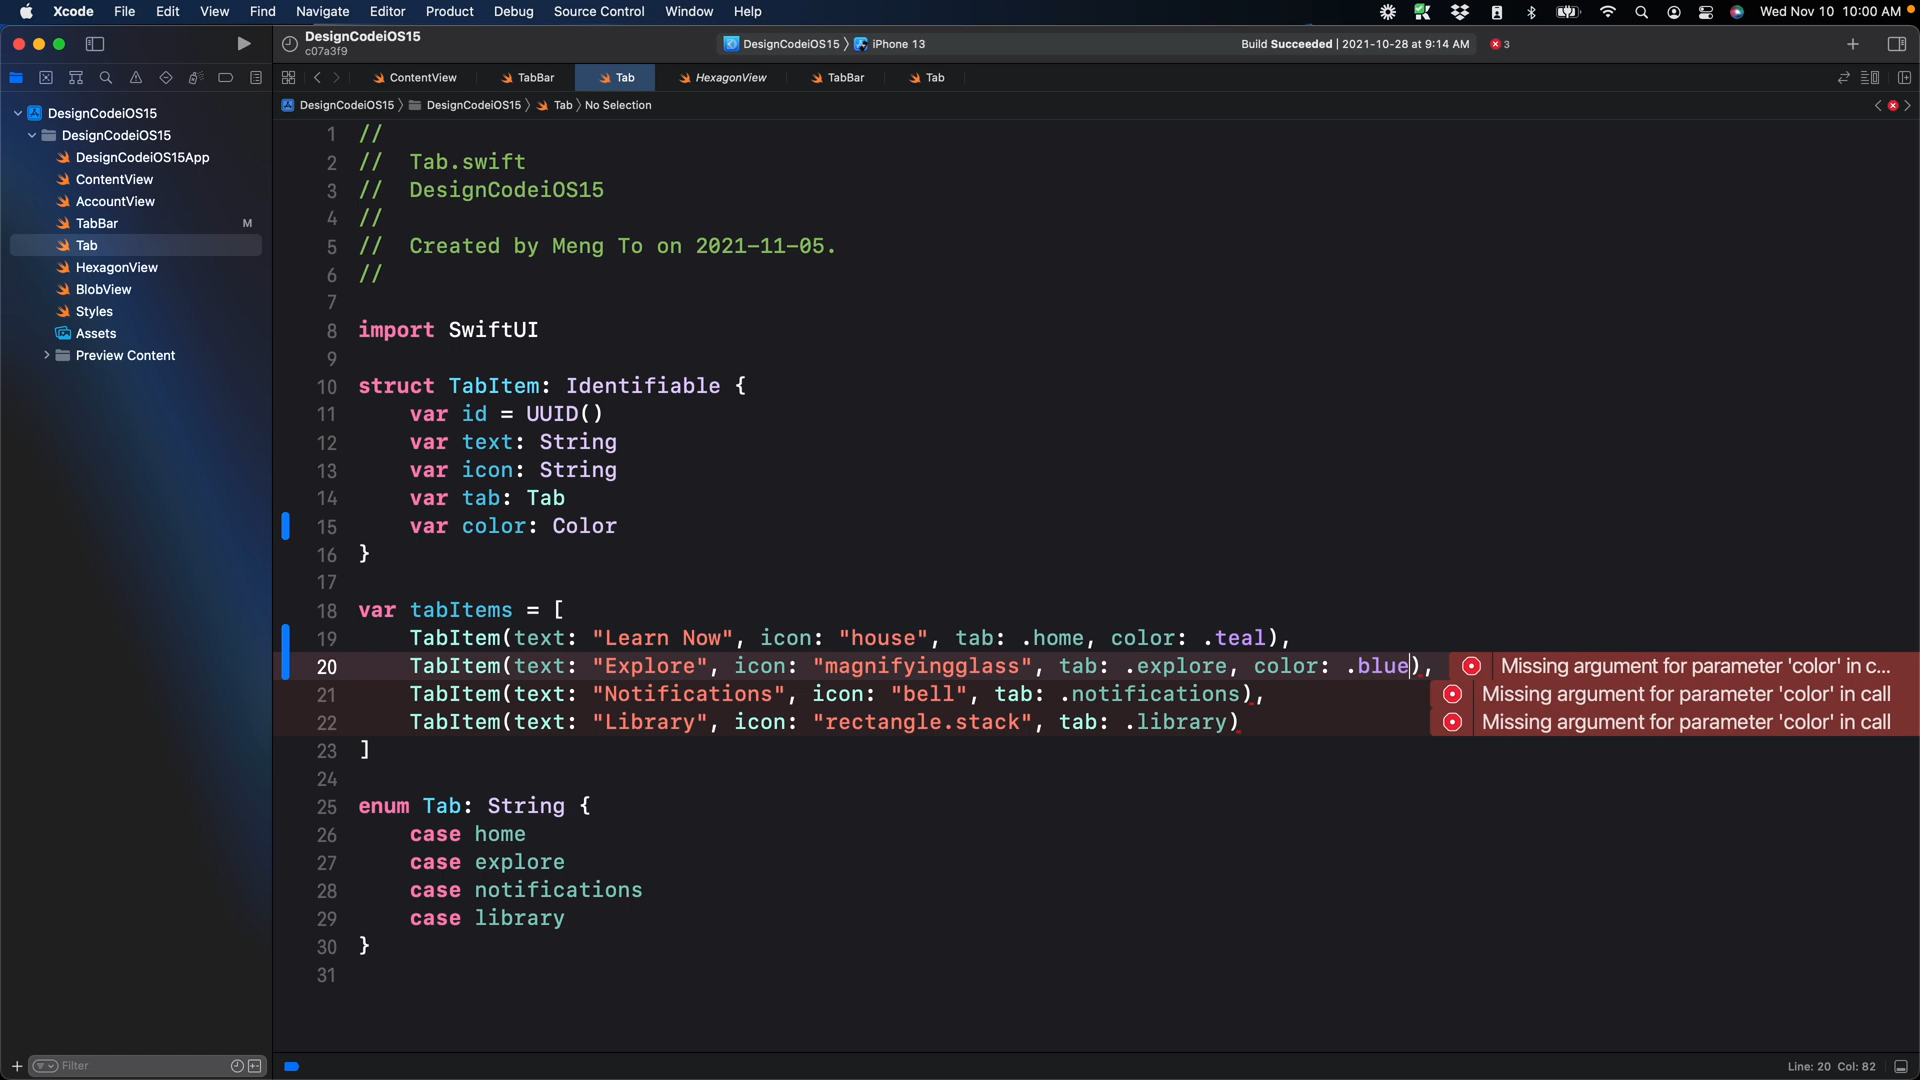 Xcode File Edit View Find Navigate Editor Product Debug Source Control Window Help Wed Nov 10 10:00 AM
DesignCodeiOS15
c07a3f9
DesignCodeiOS15 〉 iPhone 13
Build Succeeded | 2021-10-28 at 9:14 AM
3
ContentView TabBar Tab HexagonView TabBar Tab
DesignCodeiOS15 〉 DesignCodeiOS15 〉 Tab 〉 No Selection
DesignCodeiOS15
DesignCodeiOS15
DesignCodeiOS15App
ContentView
AccountView
TabBar M
Tab
HexagonView
BlobView
Styles
Assets
Preview Content
Filter
1 //
2 //  Tab.swift
3 //  DesignCodeiOS15
4 //
5 //  Created by Meng To on 2021-11-05.
6 //
7
8 import SwiftUI
9
10 struct TabItem: Identifiable {
11     var id = UUID()
12     var text: String
13     var icon: String
14     var tab: Tab
15     var color: Color
16 }
17
18 var tabItems = [
19     TabItem(text: "Learn Now", icon: "house", tab: .home, color: .teal),
20     TabItem(text: "Explore", icon: "magnifyingglass", tab: .explore, color: .blue), Missing argument for parameter 'color' in c...
21     TabItem(text: "Notifications", icon: "bell", tab: .notifications), Missing argument for parameter 'color' in call
22     TabItem(text: "Library", icon: "rectangle.stack", tab: .library) Missing argument for parameter 'color' in call
23 ]
24
25 enum Tab: String {
26     case home
27     case explore
28     case notifications
29     case library
30 }
31
Line: 20 Col: 82